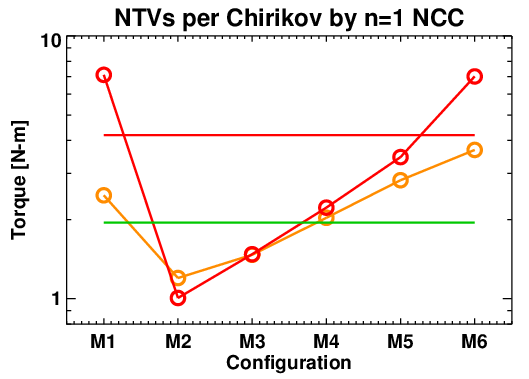 NTVs per Chirikov by n=1 NCC
10
Torque [N-m]
1
M1 M2 M3 M4 M5 M6
Configuration